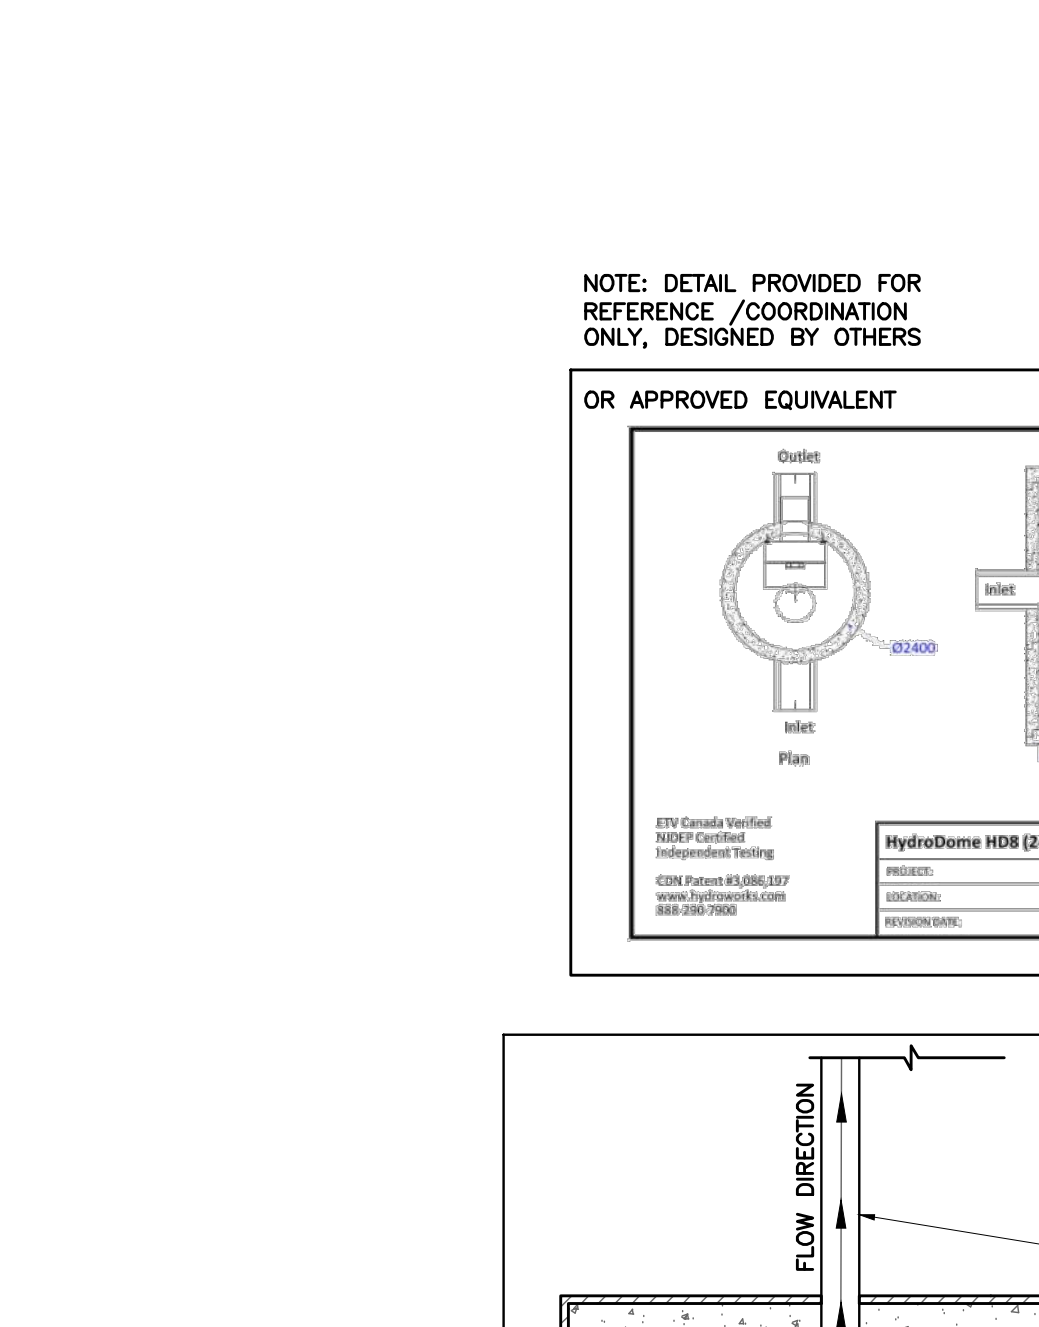 NOTE: DETAIL PROVIDED FOR
REFERENCE /COORDINATION
ONLY, DESIGNED BY OTHERS
OR APPROVED EQUIVALENT
Outlet
Inlet
Ø2400
Inlet
Plan
ETV Canada Verified
NJDEP Certified
Independent Testing
CDN Patent #3,086,197
www.hydroworks.com
888-290-7900
HydroDome HD8 (2
PROJECT:
LOCATION:
REVISION DATE:
FLOW DIRECTION